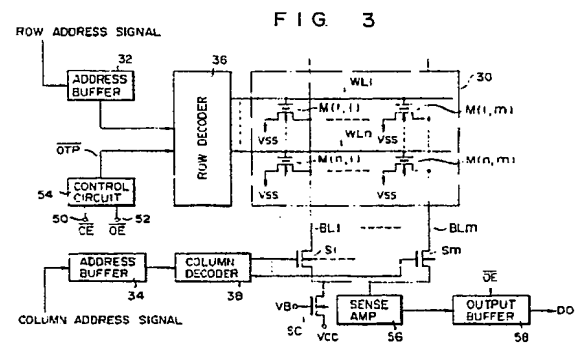 FIG. 3
ROW ADDRESS SIGNAL
32
36
30
ADDRESS BUFFER
ROW DECODER
WL1
M(1,1)
M(1,m)
VSS
VSS
WLn
M(n,1)
M(n,m)
VSS
VSS
OTP
54
CONTROL CIRCUIT
50
CE
OE
52
BL1
BLm
S1
Sm
ADDRESS BUFFER
COLUMN DECODER
34
38
OE
VB
SENSE AMP
OUTPUT BUFFER
DO
COLUMN ADDRESS SIGNAL
SC
VCC
56
58